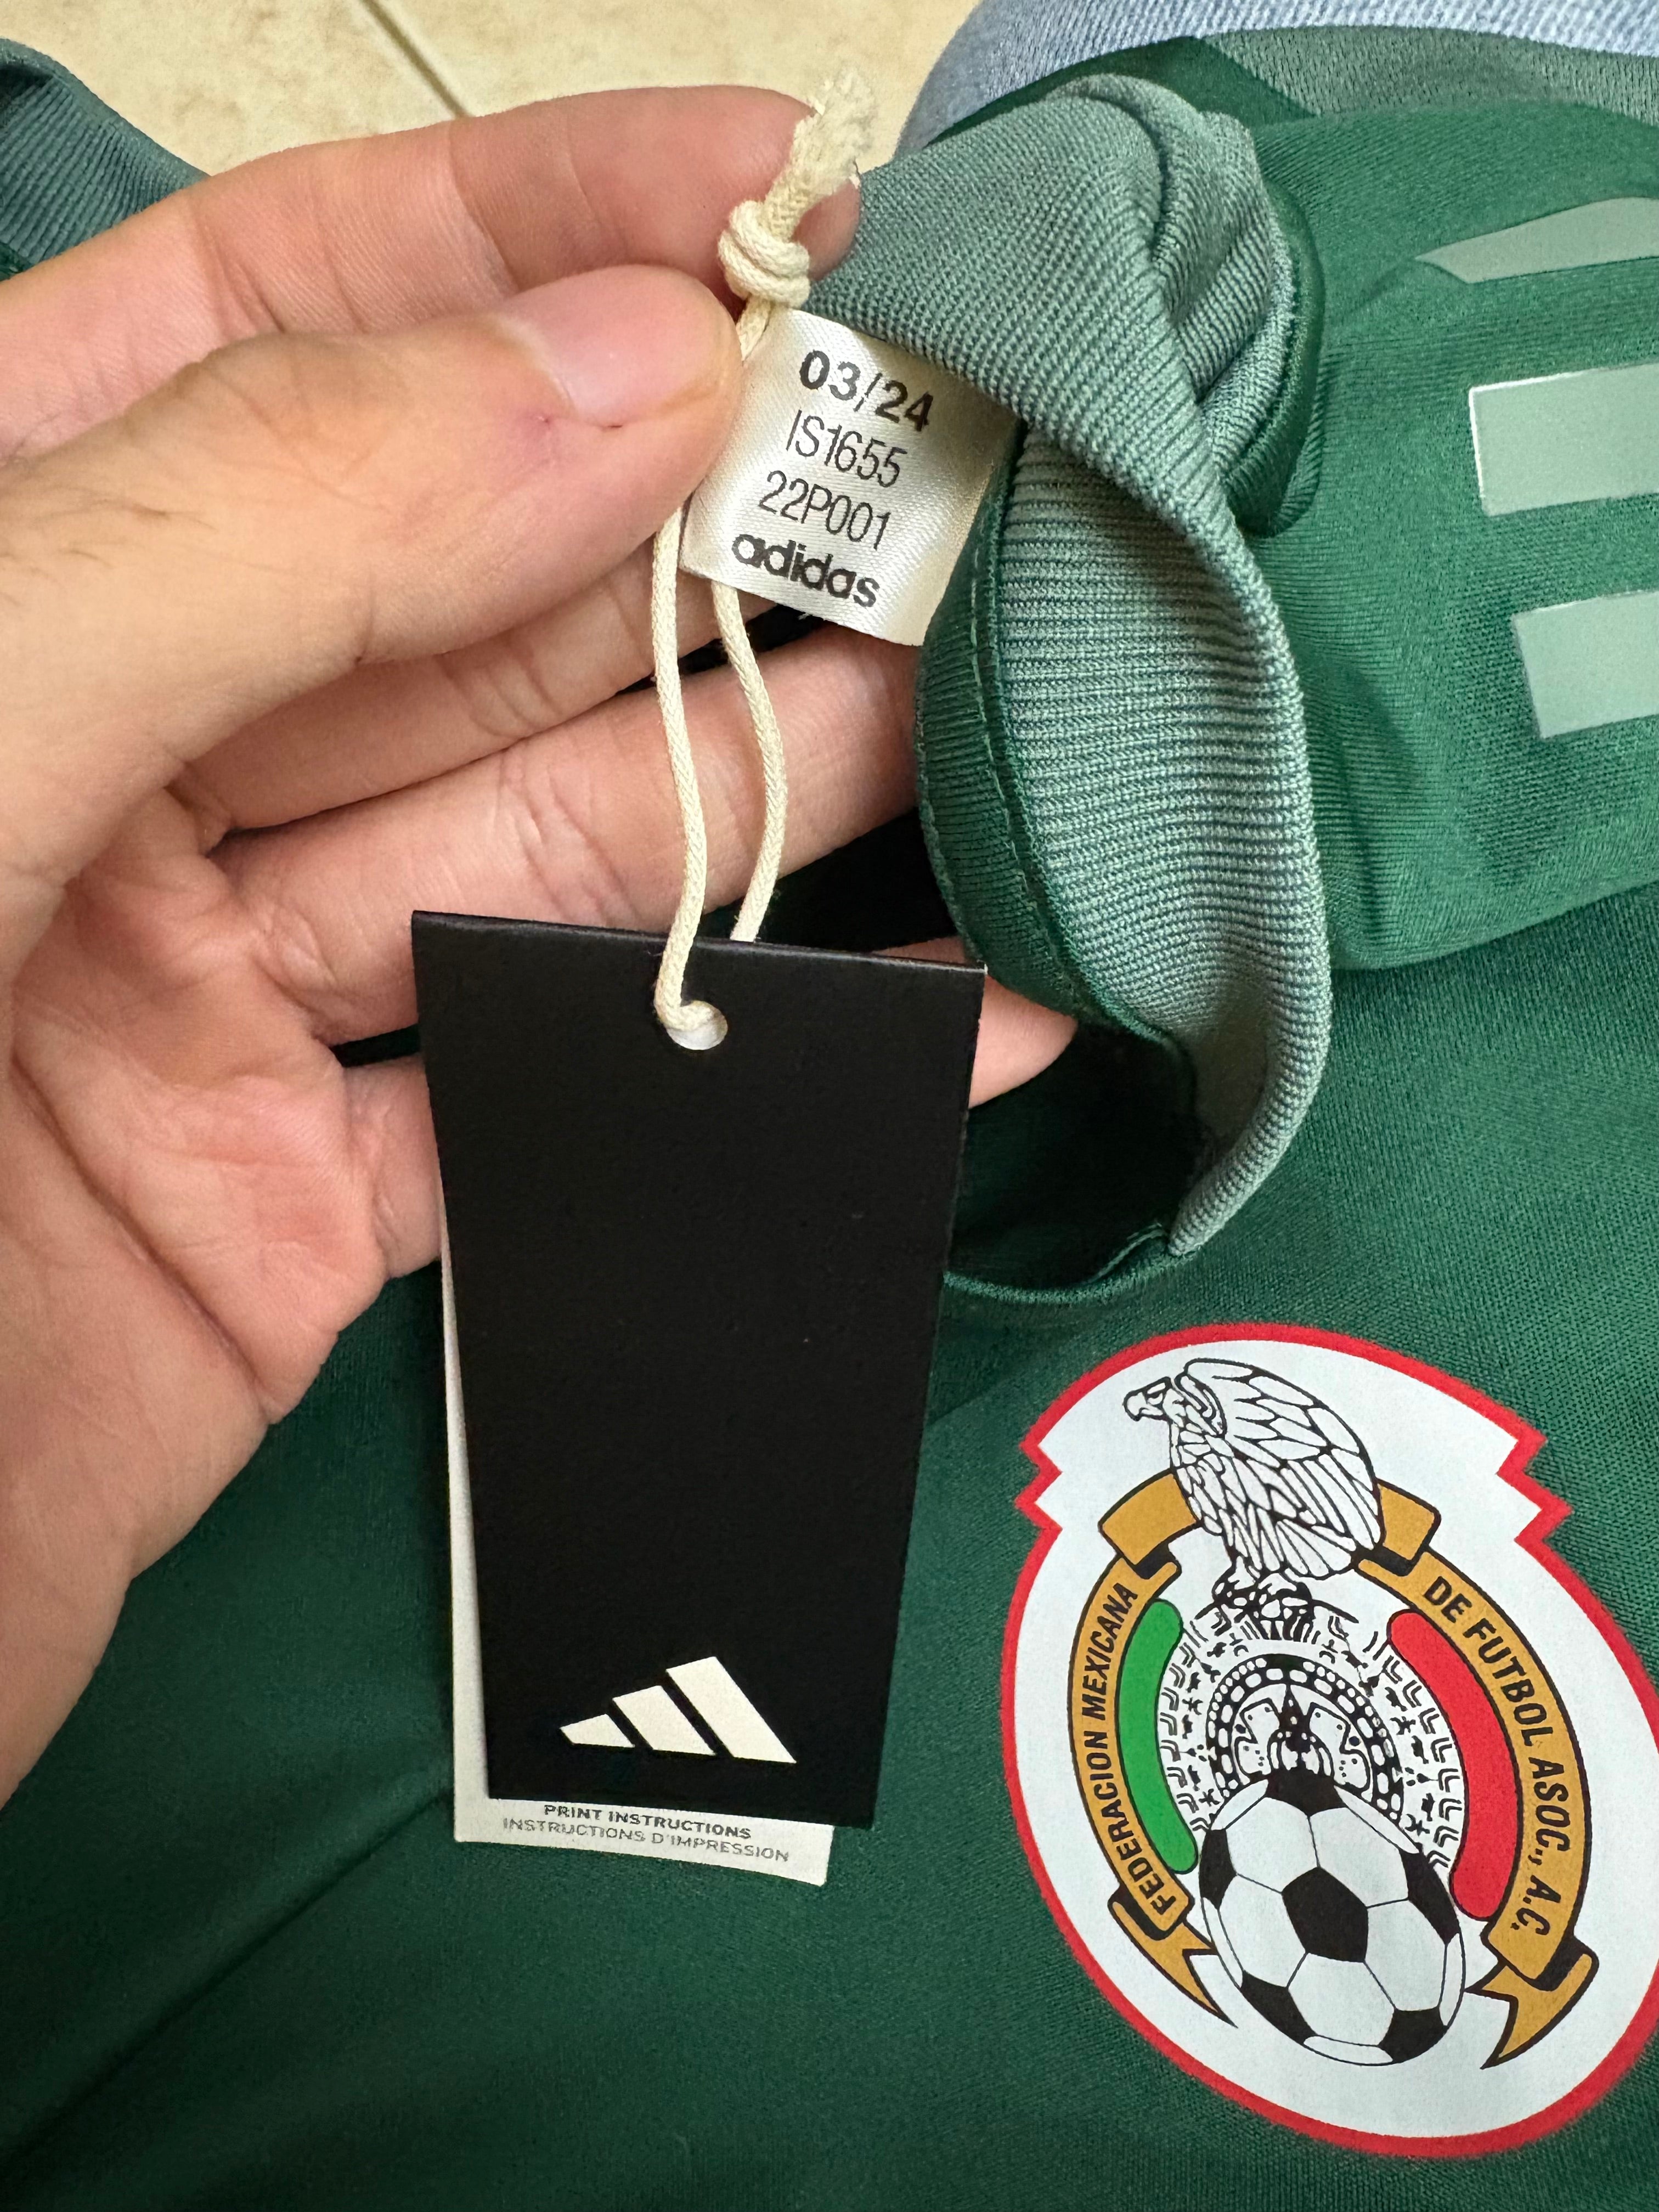 03/24
IS1655
22P001
adidas
PRINT INSTRUCTIONS
INSTRUCTIONS D'IMPRESSION
FEDERACION MEXICANA
DE FUTBOL ASOC., A.C.